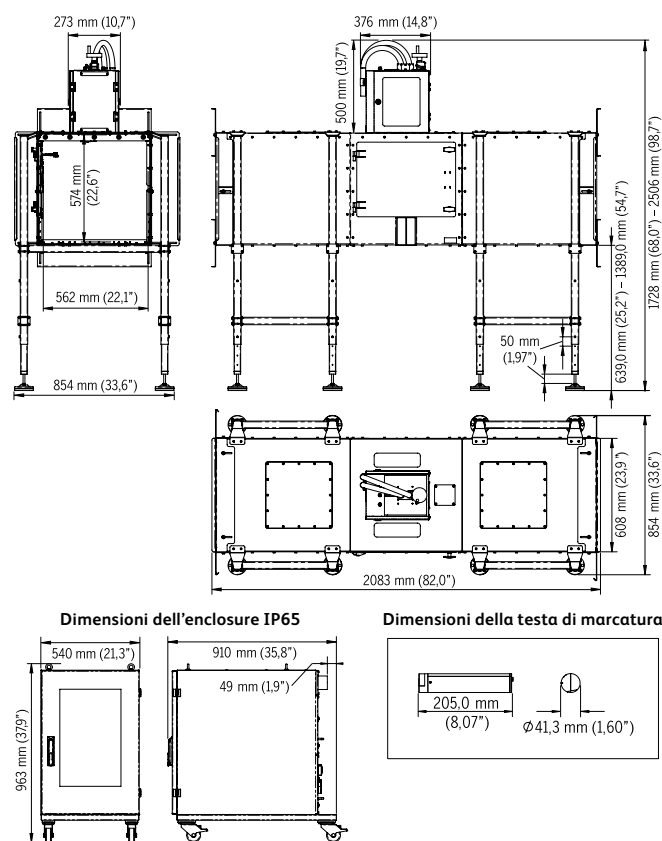 273 mm (10,7")
376 mm (14,8")
500 mm (19,7")
574 mm
(22,6")
562 mm (22,1")
854 mm (33,6")
50 mm
(1,97")
639,0 mm (25,2") – 1389,0 mm (54,7")
1728 mm (68,0") – 2506 mm (98,7")
608 mm (23,9")
854 mm (33,6")
2083 mm (82,0")
Dimensioni dell'enclosure IP65
540 mm (21,3")
910 mm (35,8")
49 mm (1,9")
963 mm (37,9")
Dimensioni della testa di marcatura
205,0 mm
(8,07")
Ø41,3 mm (1,60")